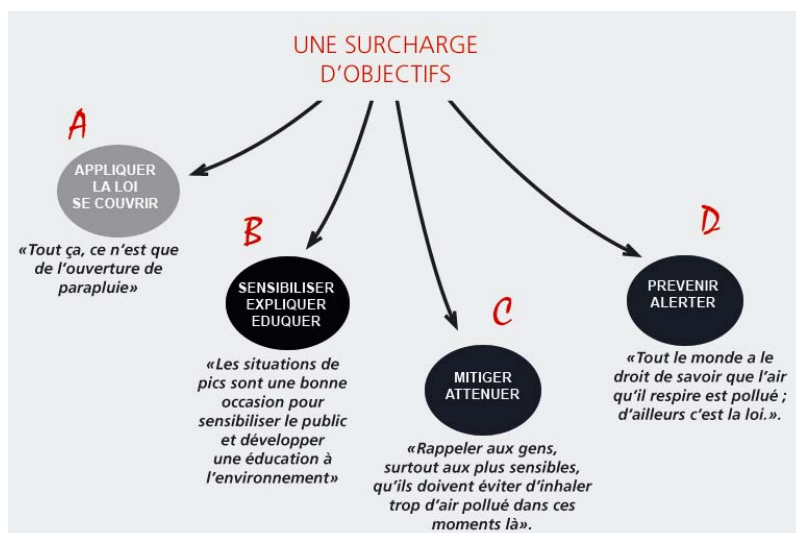 UNE SURCHARGE
D'OBJECTIFS
A
APPLIQUER
LA LOI
SE COUVRIR
«Tout ça, ce n'est que
de l'ouverture de
parapluie»
B
SENSIBILISER
EXPLIQUER
EDUQUER
«Les situations de
pics sont une bonne
occasion pour
sensibiliser le public
et développer
une éducation à
l'environnement»
C
MITIGER
ATTENUER
«Rappeler aux gens,
surtout aux plus sensibles,
qu'ils doivent éviter d'inhaler
trop d'air pollué dans ces
moments là».
D
PREVENIR
ALERTER
«Tout le monde a le
droit de savoir que l'air
qu'il respire est pollué ;
d'ailleurs c'est la loi.».